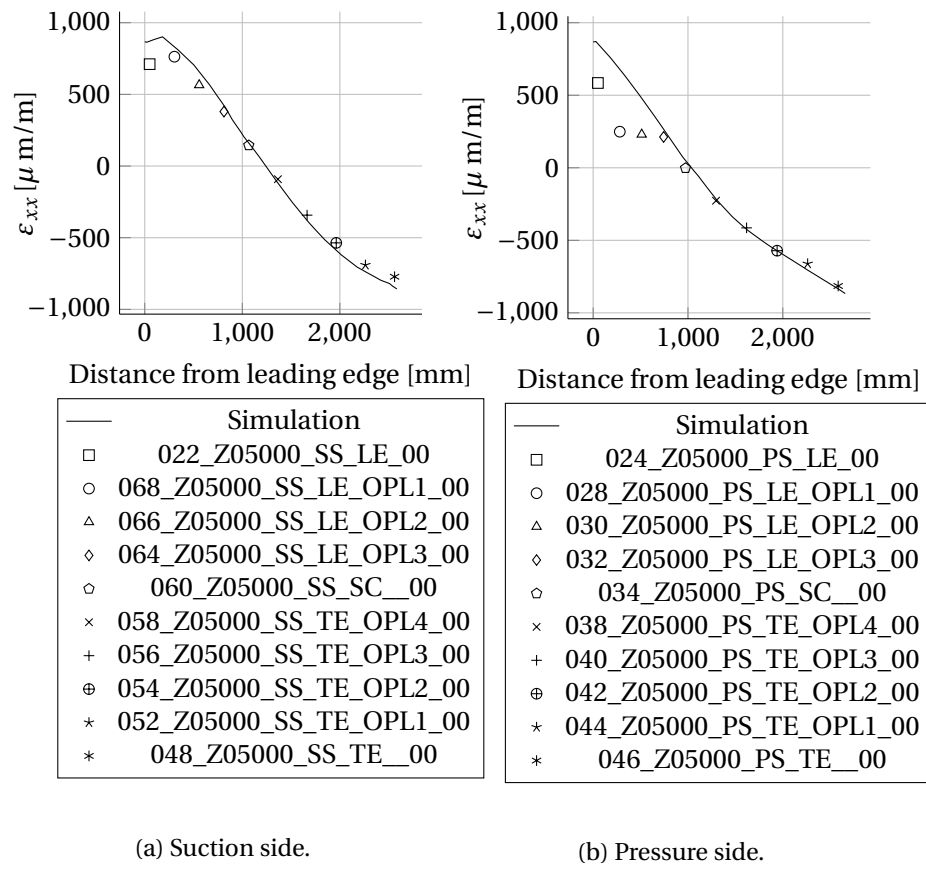 1,000
500
0
−500
−1,000
0
1,000
2,000
ε_xx [μ m/m]
Distance from leading edge [mm]
Simulation
022_Z05000_SS_LE_00
068_Z05000_SS_LE_OPL1_00
066_Z05000_SS_LE_OPL2_00
064_Z05000_SS_LE_OPL3_00
060_Z05000_SS_SC__00
058_Z05000_SS_TE_OPL4_00
056_Z05000_SS_TE_OPL3_00
054_Z05000_SS_TE_OPL2_00
052_Z05000_SS_TE_OPL1_00
048_Z05000_SS_TE__00
(a) Suction side.
1,000
500
0
−500
−1,000
0
1,000
2,000
ε_xx [μ m/m]
Distance from leading edge [mm]
Simulation
024_Z05000_PS_LE_00
028_Z05000_PS_LE_OPL1_00
030_Z05000_PS_LE_OPL2_00
032_Z05000_PS_LE_OPL3_00
034_Z05000_PS_SC__00
038_Z05000_PS_TE_OPL4_00
040_Z05000_PS_TE_OPL3_00
042_Z05000_PS_TE_OPL2_00
044_Z05000_PS_TE_OPL1_00
046_Z05000_PS_TE__00
(b) Pressure side.